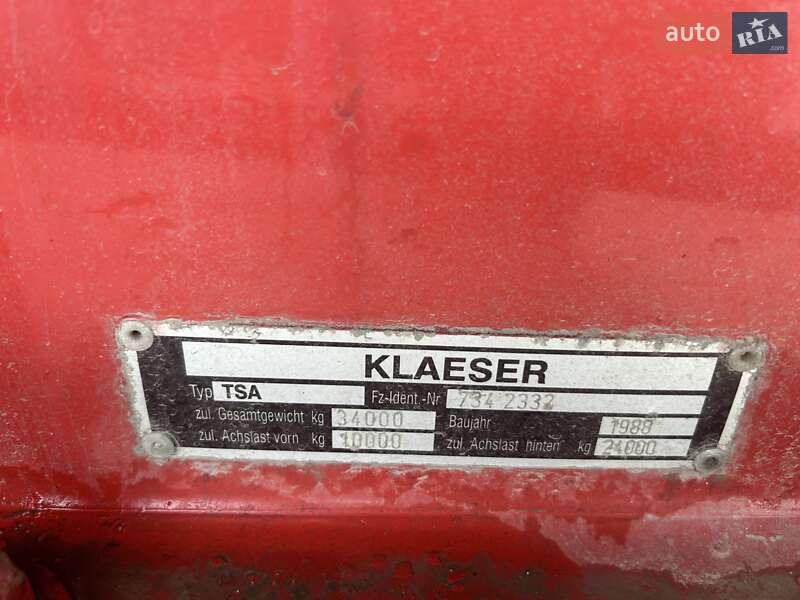 auto RIA .com
KLAESER
Typ TSA Fz-Ident.-Nr 734 2332
zul. Gesamtgewicht kg 34000 Baujahr 1988
zul. Achslast vorn kg 10000 zul. Achslast hinten kg 24000